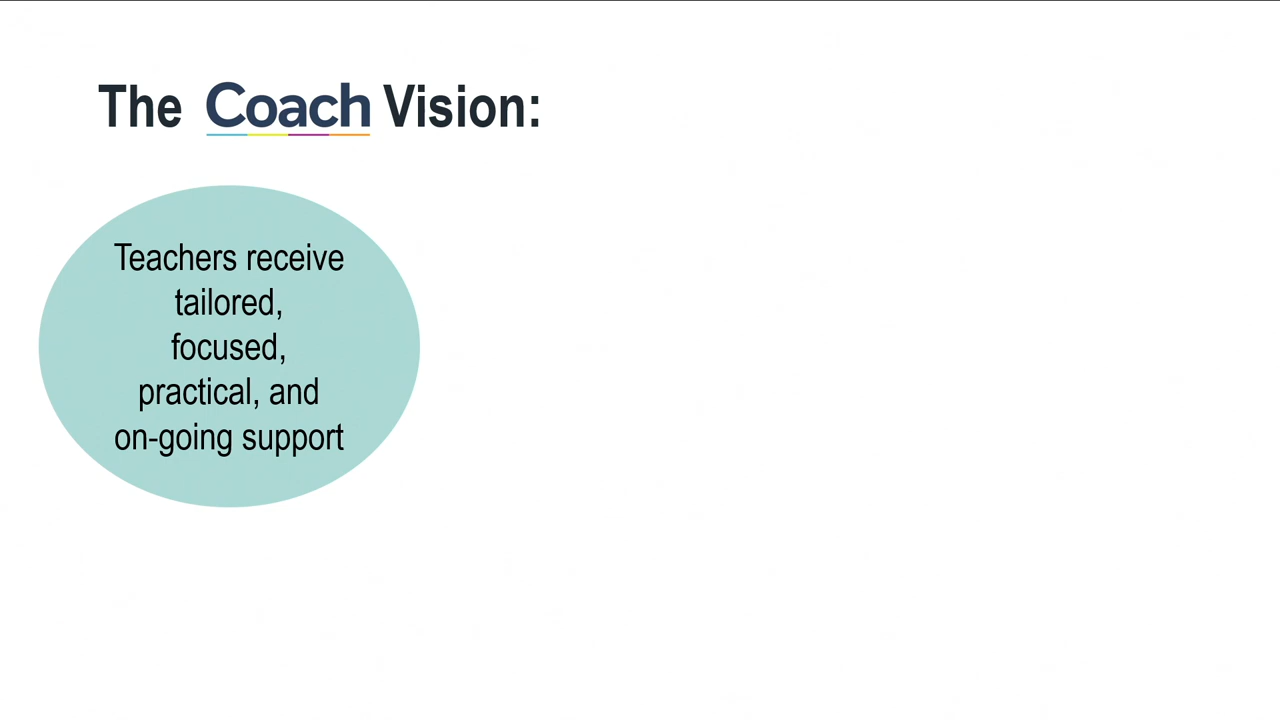 The Coach Vision:
Teachers receive
tailored,
focused,
practical, and
on-going support